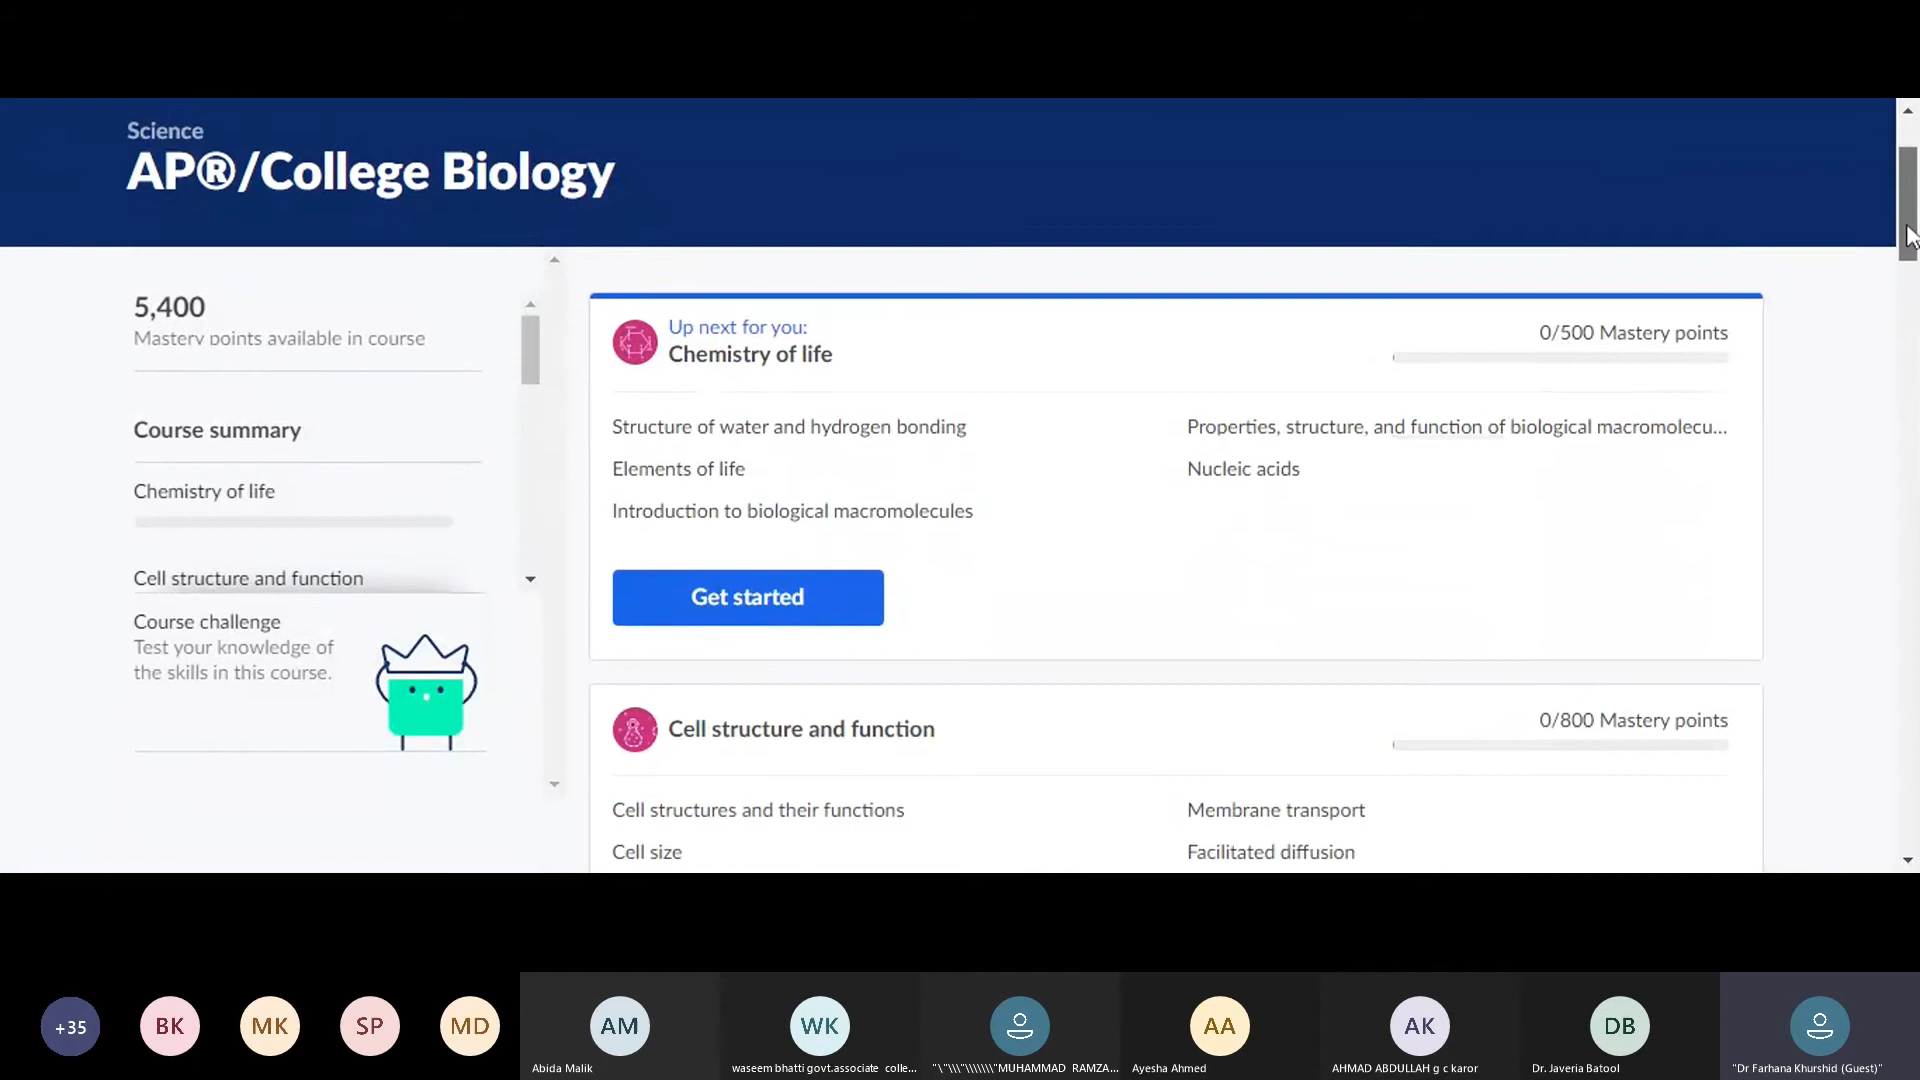 Science
AP®/College Biology
5,400
Mastery points available in course
Course summary
Chemistry of life
Cell structure and function
Course challenge
Test your knowledge of
the skills in this course.
Up next for you:
Chemistry of life
0/500 Mastery points
Structure of water and hydrogen bonding
Properties, structure, and function of biological macromolecu...
Elements of life
Nucleic acids
Introduction to biological macromolecules
Get started
Cell structure and function
0/800 Mastery points
Cell structures and their functions
Membrane transport
Cell size
Facilitated diffusion
+35
BK
MK
SP
MD
AM
WK
AA
AK
DB
Abida Malik
waseem bhatti govt.associate colle...
"\"\\\"\\\\\\\"MUHAMMAD RAMZA...
Ayesha Ahmed
AHMAD ABDULLAH g c karor
Dr. Javeria Batool
"Dr Farhana Khurshid (Guest)"